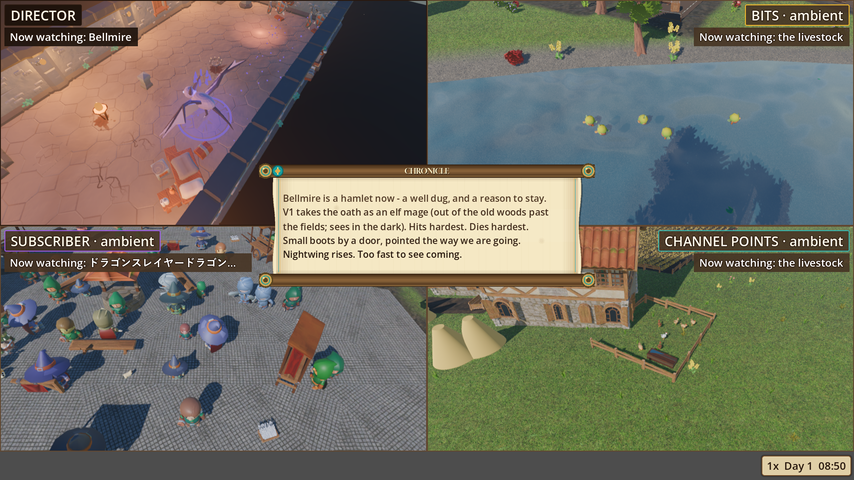 DIRECTOR
Now watching: Bellmire
BITS · ambient
Now watching: the livestock
CHRONICLE
Bellmire is a hamlet now - a well dug, and a reason to stay.
V1 takes the oath as an elf mage (out of the old woods past
the fields; sees in the dark). Hits hardest. Dies hardest.
Small boots by a door, pointed the way we are going.
Nightwing rises. Too fast to see coming.
SUBSCRIBER · ambient
Now watching: ドラゴンスレイヤードラゴン...
CHANNEL POINTS · ambient
Now watching: the livestock
1x Day 1 08:50